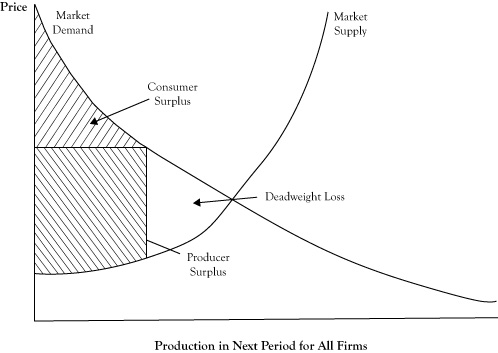 Price
Market
Demand
Market
Supply
Consumer
Surplus
Deadweight Loss
Producer
Surplus
Production in Next Period for All Firms